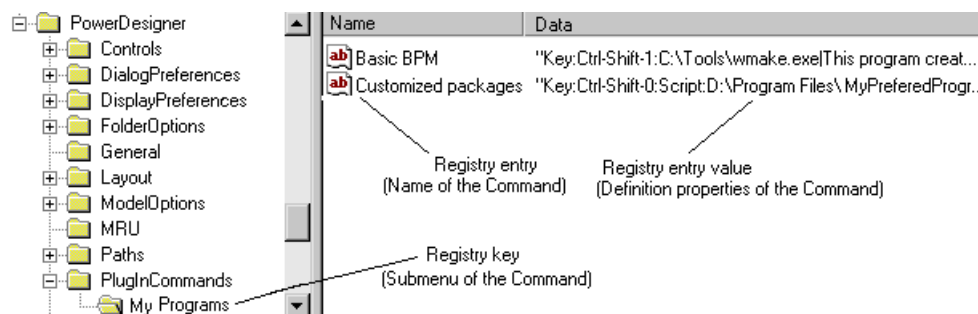 PowerDesigner
Controls
DialogPreferences
DisplayPreferences
FolderOptions
General
Layout
ModelOptions
MRU
Paths
PlugInCommands
My Programs
Name Data
ab Basic BPM "Key:Ctrl-Shift-1:C:\Tools\wmake.exe|This program creat...
ab Customized packages "Key:Ctrl-Shift-0:Script:D:\Program Files\MyPreferedProgr...
Registry entry
(Name of the Command)
Registry entry value
(Definition properties of the Command)
Registry key
(Submenu of the Command)